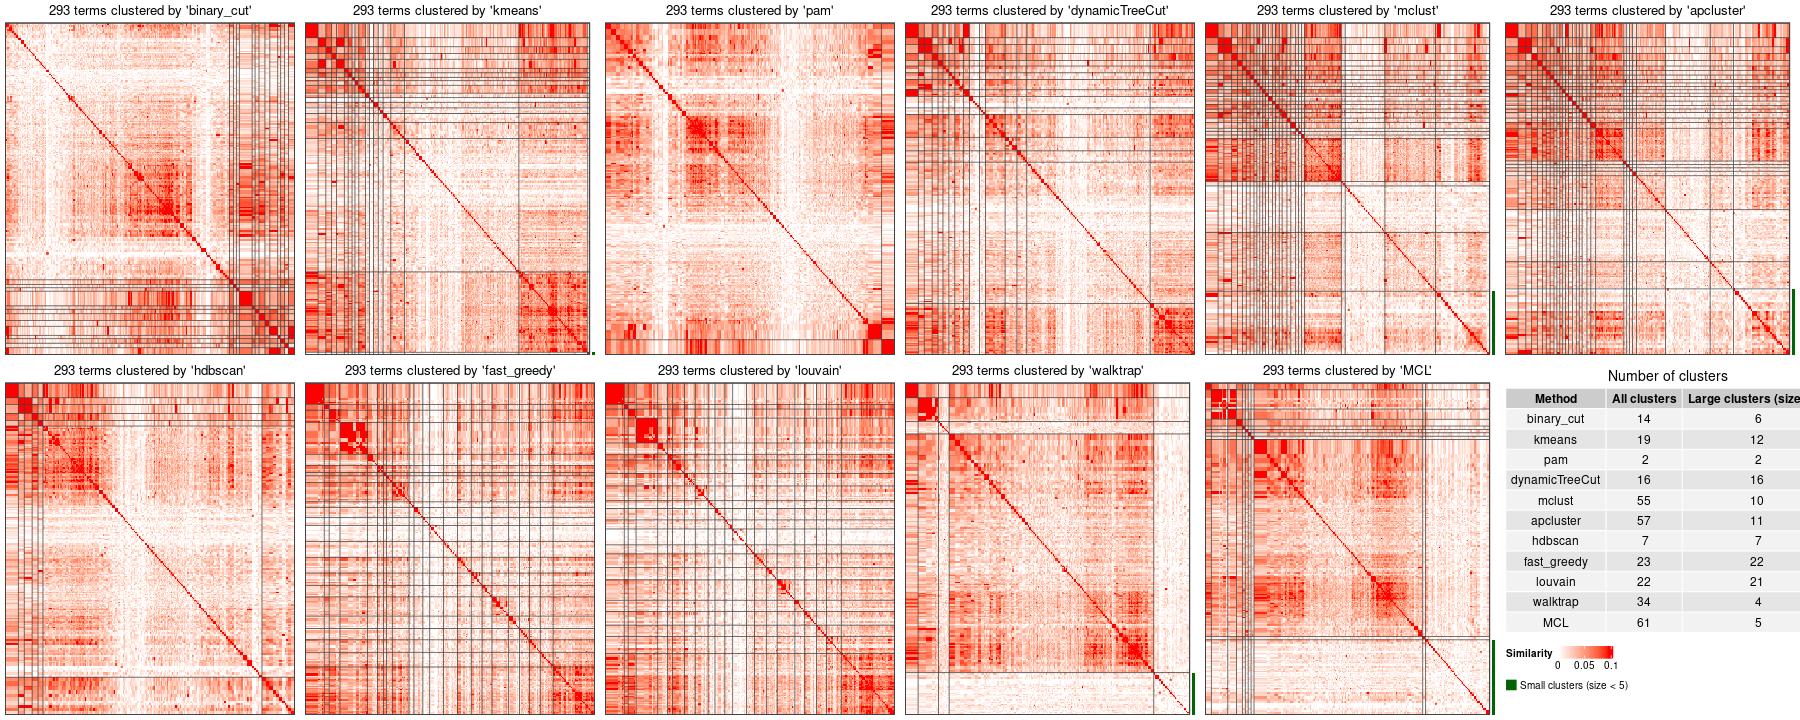 293 terms clustered by 'binary_cut'
293 terms clustered by 'kmeans'
293 terms clustered by 'pam'
293 terms clustered by 'dynamicTreeCut'
293 terms clustered by 'mclust'
293 terms clustered by 'apcluster'
293 terms clustered by 'hdbscan'
293 terms clustered by 'fast_greedy'
293 terms clustered by 'louvain'
293 terms clustered by 'walktrap'
293 terms clustered by 'MCL'
Number of clusters
Method All clusters Large clusters (size
binary_cut 14 6
kmeans 19 12
pam 2 2
dynamicTreeCut 16 16
mclust 55 10
apcluster 57 11
hdbscan 7 7
fast_greedy 23 22
louvain 22 21
walktrap 34 4
MCL 61 5
Similarity
0 0.05 0.1
Small clusters (size < 5)